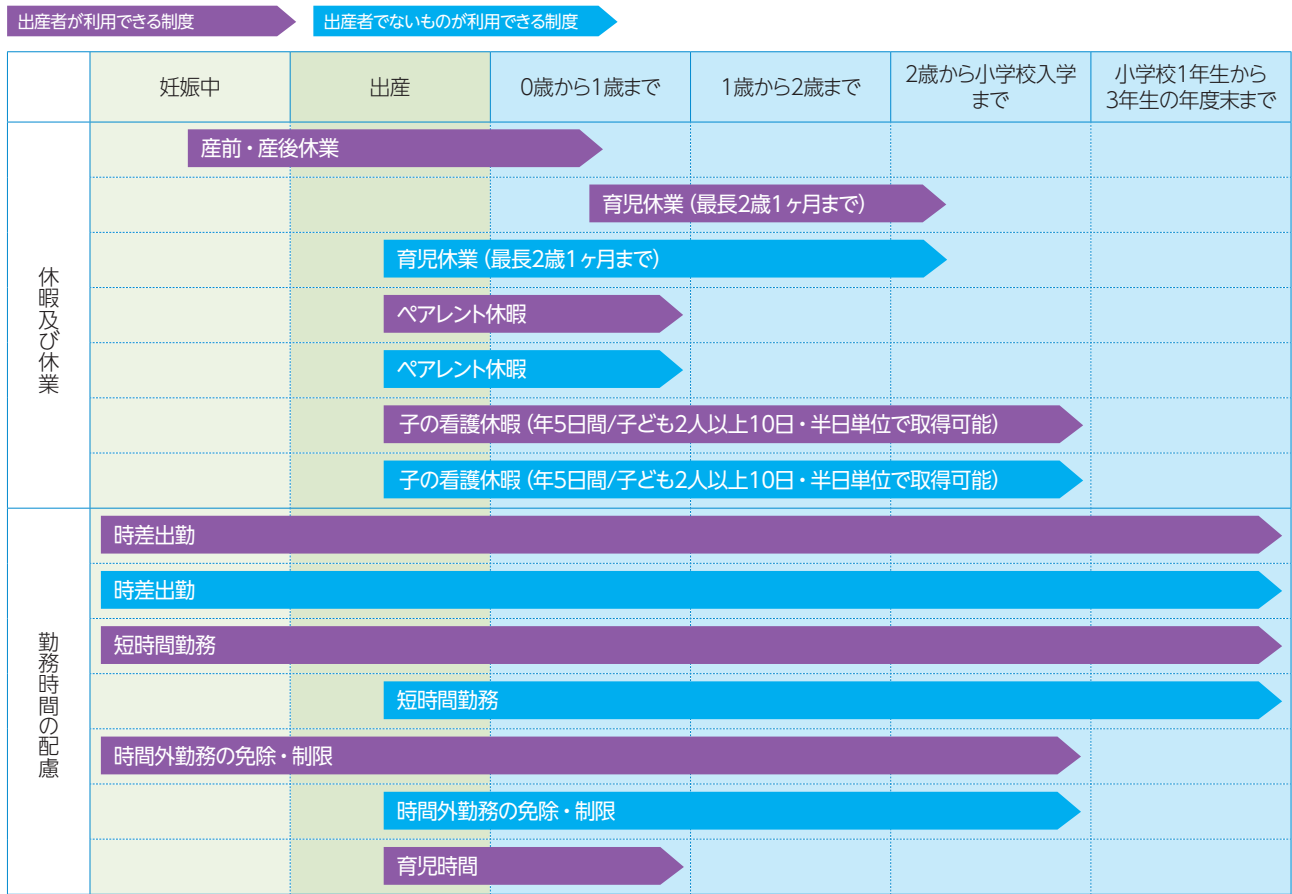 出産者が利用できる制度
出産者でないものが利用できる制度
妊娠中
出産
0歳から1歳まで
1歳から2歳まで
2歳から小学校入学
まで
小学校1年生から
3年生の年度末まで
休暇及び休業
産前・産後休業
育児休業(最長2歳1ヶ月まで)
育児休業(最長2歳1ヶ月まで)
ペアレント休暇
ペアレント休暇
子の看護休暇(年5日間/子ども2人以上10日・半日単位で取得可能)
子の看護休暇(年5日間/子ども2人以上10日・半日単位で取得可能)
勤務時間の配慮
時差出勤
時差出勤
短時間勤務
短時間勤務
時間外勤務の免除・制限
時間外勤務の免除・制限
育児時間